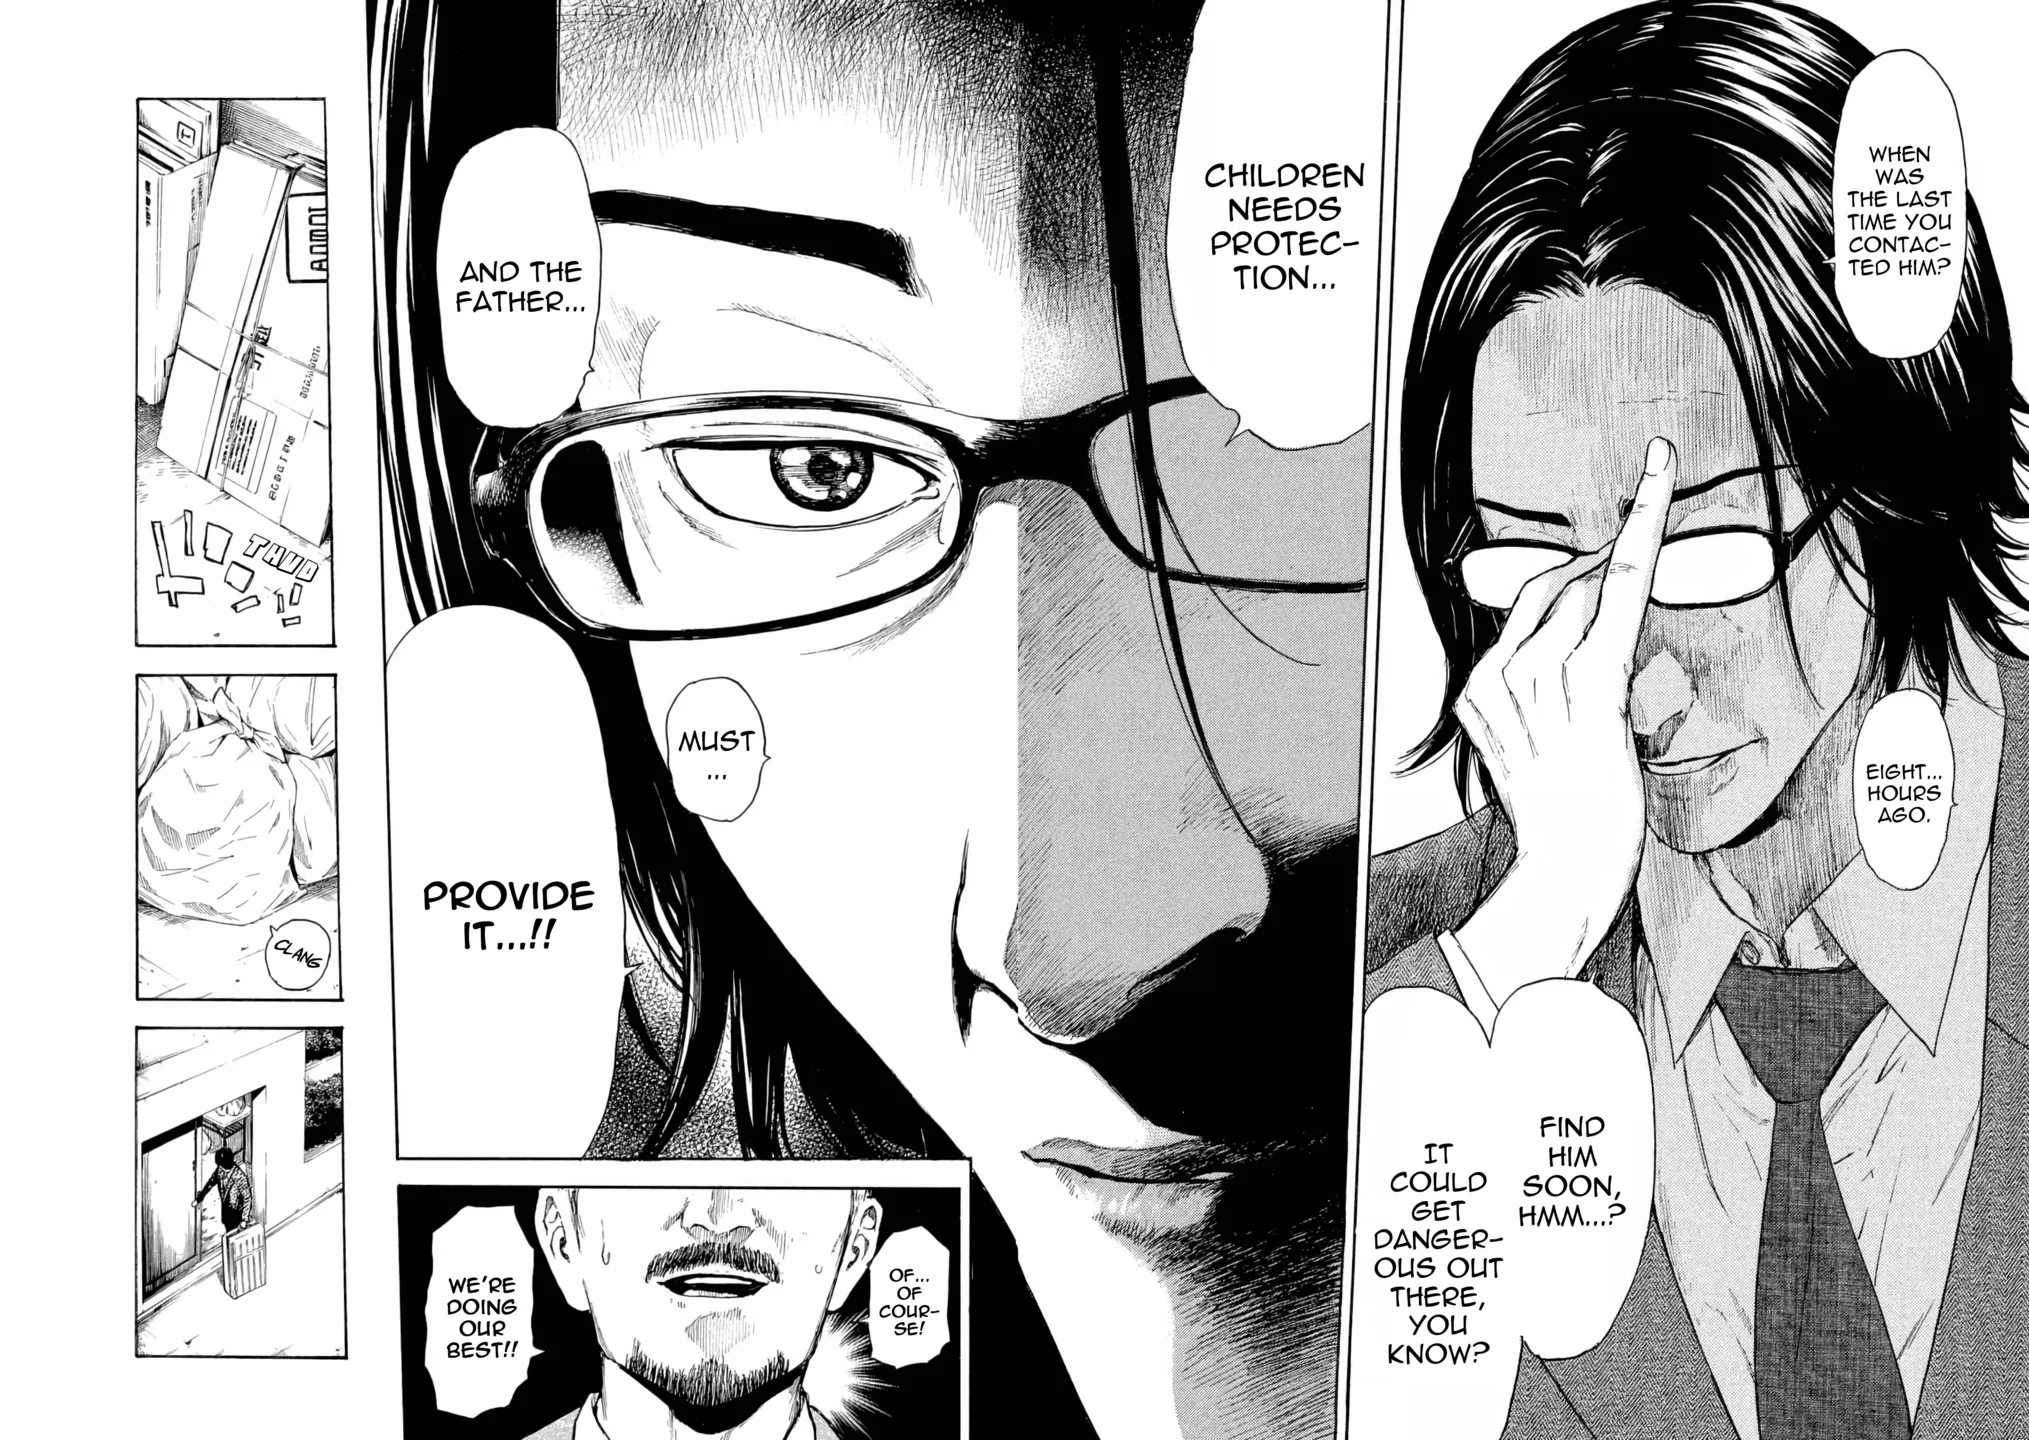 WHEN
WAS
THE LAST
TIME YOU
CONTAC-
TED HIM?
EIGHT...
HOURS
AGO.
FIND
HIM
SOON,
HMM...?
IT
COULD
GET
DANGER-
OUS OUT
THERE,
YOU
KNOW?
CHILDREN
NEEDS
PROTEC-
TION...
AND THE
FATHER...
MUST
...
PROVIDE
IT...!!
OF...
OF
COUR-
SE!
WE'RE
DOING
OUR
BEST!!
THUD
CLANG